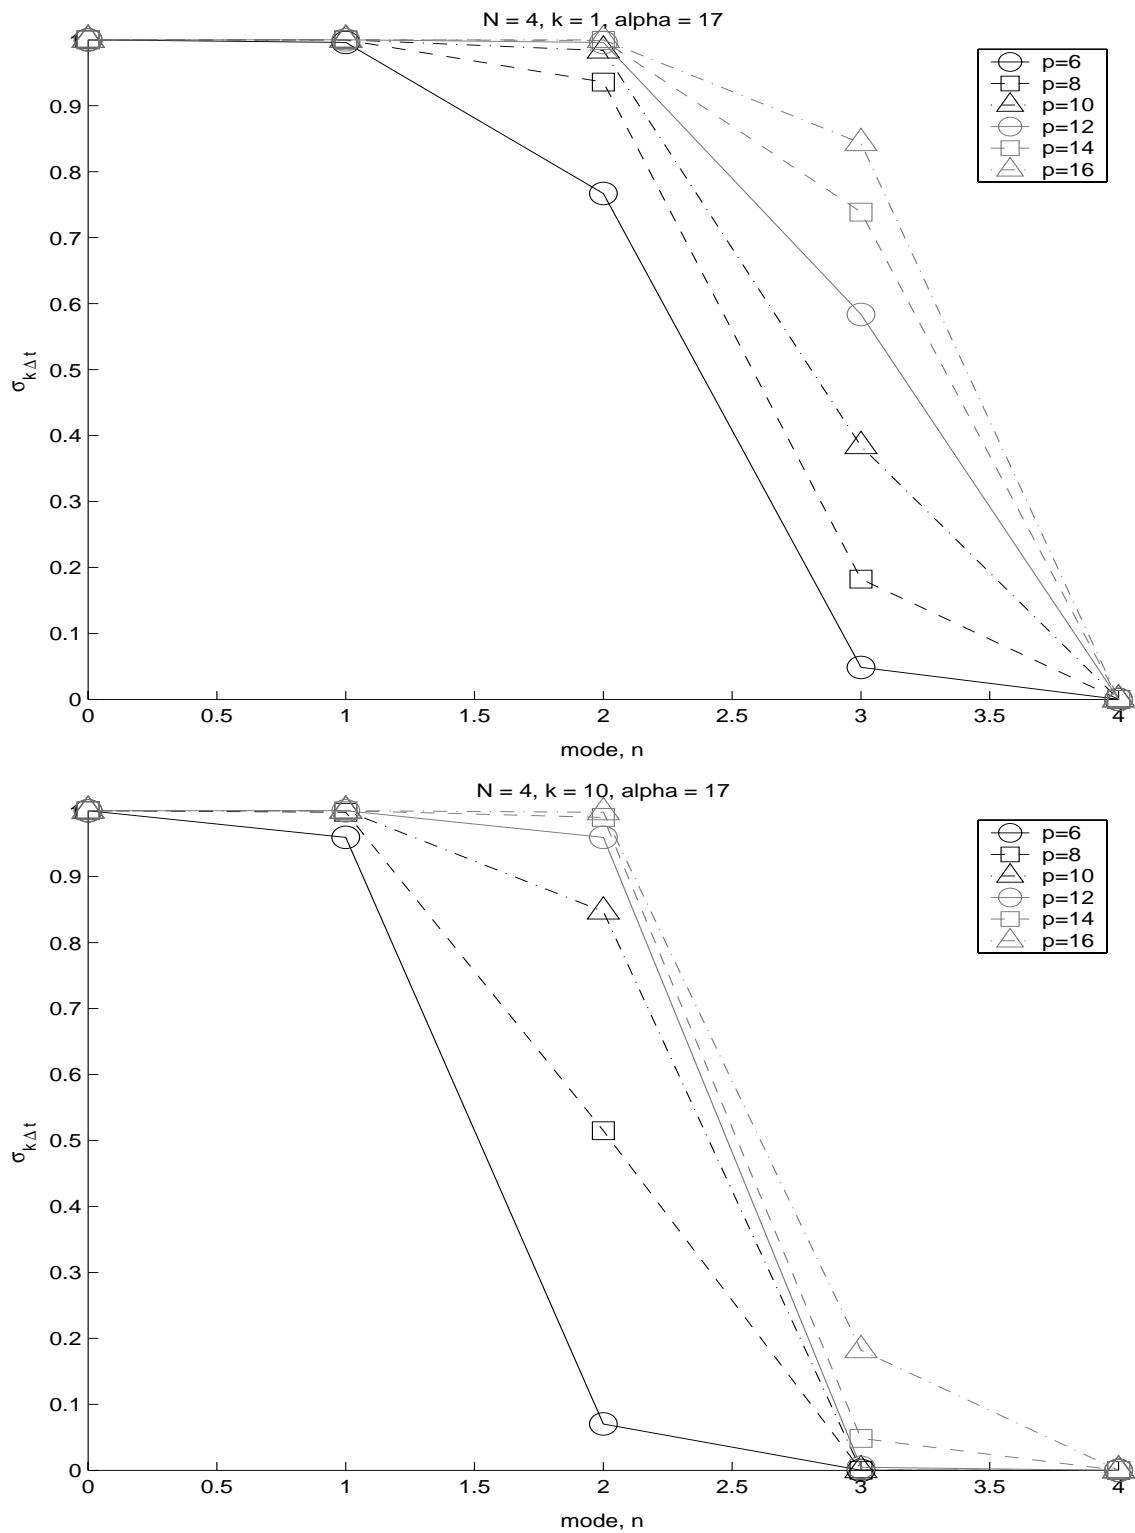 N = 4, k = 1, alpha = 17
1
0.9
0.8
0.7
0.6
0.5
0.4
0.3
0.2
0.1
0
σkΔt
p=6
p=8
p=10
p=12
p=14
p=16
0 0.5 1 1.5 2 2.5 3 3.5 4
mode, n
N = 4, k = 10, alpha = 17
1
0.9
0.8
0.7
0.6
0.5
0.4
0.3
0.2
0.1
0
σkΔt
p=6
p=8
p=10
p=12
p=14
p=16
0 0.5 1 1.5 2 2.5 3 3.5 4
mode, n